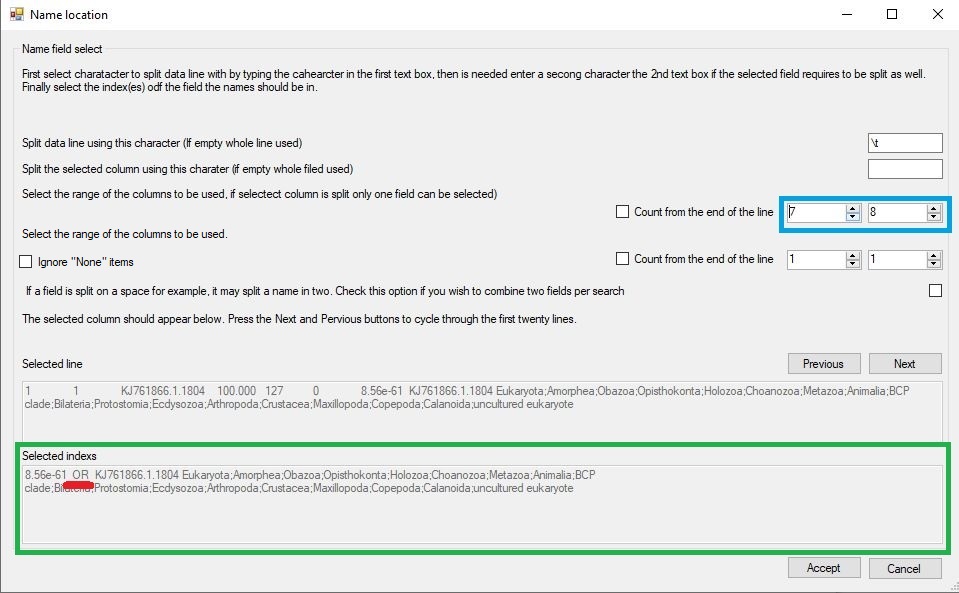 Name location
Name field select
First select charatacter to split data line with by typing the cahearcter in the first text box, then is needed enter a secong character the 2nd text box if the selected field requires to be split as well.
Finally select the index(es) odf the field the names should be in.
Split data line using this character (If empty whole line used)
\t
Split the selected column using this charater (if empty whole filed used)
Select the range of the columns to be used, if selectect column is split only one field can be selected)
Count from the end of the line
7
8
Select the range of the columns to be used.
Ignore "None" items
Count from the end of the line
1
1
If a field is split on a space for example, it may split a name in two. Check this option if you wish to combine two fields per search
The selected column should appear below. Press the Next and Pervious buttons to cycle through the first twenty lines.
Selected line
Previous
Next
1 1 KJ761866.1.1804 100.000 127 0 8.56e-61 KJ761866.1.1804 Eukaryota;Amorphea;Obazoa;Opisthokonta;Holozoa;Choanozoa;Metazoa;Animalia;BCP
clade;Bilateria;Protostomia;Ecdysozoa;Arthropoda;Crustacea;Maxillopoda;Copepoda;Calanoida;uncultured eukaryote
Selected indexs
8.56e-61 OR KJ761866.1.1804 Eukaryota;Amorphea;Obazoa;Opisthokonta;Holozoa;Choanozoa;Metazoa;Animalia;BCP
clade;Bilateria;Protostomia;Ecdysozoa;Arthropoda;Crustacea;Maxillopoda;Copepoda;Calanoida;uncultured eukaryote
Accept
Cancel